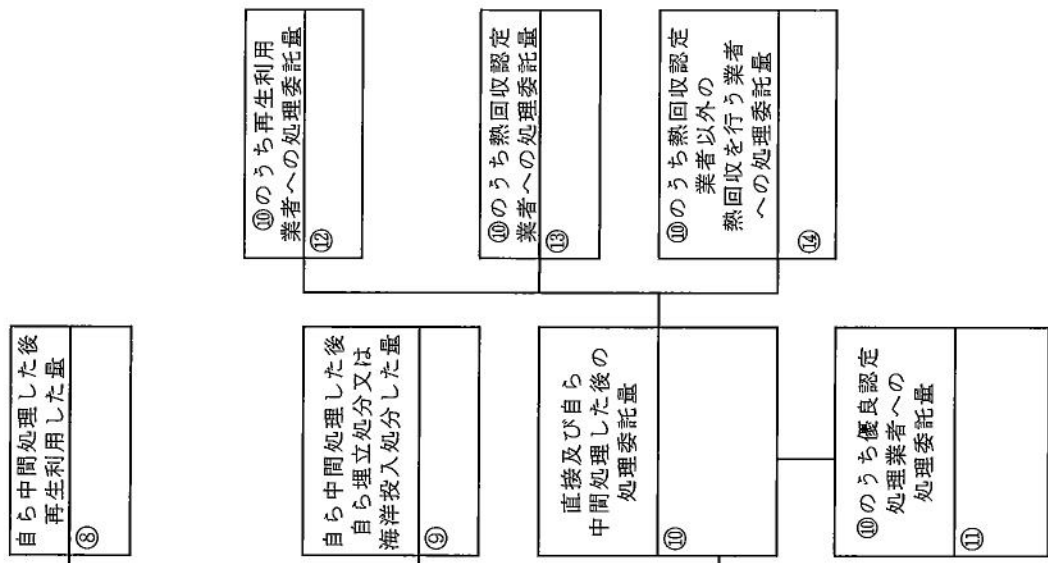 自ら中間処理した後
再生利用した量
⑧
自ら中間処理した後
自ら埋立処分又は
海洋投入処分した量
⑨
直接及び自ら
中間処理した後の
処理委託量
⑩
⑩のうち優良認定
処理業者への
処理委託量
⑪
⑩のうち再生利用
業者への処理委託量
⑫
⑩のうち熱回収認定
業者への処理委託量
⑬
⑩のうち熱回収認定
業者以外の
熱回収を行う業者
への処理委託量
⑭